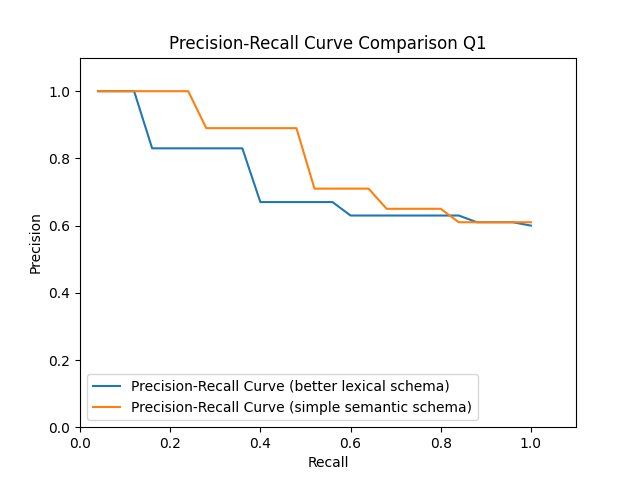 Precision-Recall Curve Comparison Q1
Precision
1.0
0.8
0.6
0.4
0.2
0.0
Precision-Recall Curve (better lexical schema)
Precision-Recall Curve (simple semantic schema)
0.0 0.2 0.4 0.6 0.8 1.0
Recall